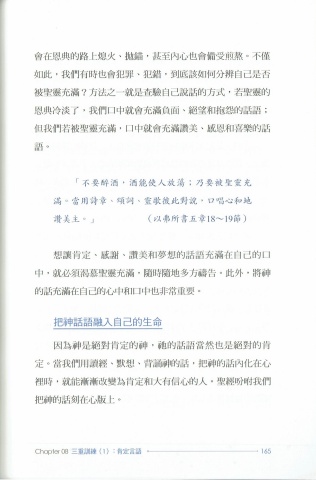 會在恩典的路上熄火、拋錨，甚至內心也會備受煎熬。不僅
如此，我們有時也會犯罪、犯錯。到底該如何分辨自己是否
被聖靈充滿？方法之一就是查驗自己說話的方式，若聖靈的
恩典冷淡了，我們口中就會充滿負面、絕望和抱怨的話語；
但我們若被聖靈充滿，口中就會充滿讚美、感恩和喜樂的話
語。
「不要醉酒，酒能使人放蕩；乃要被聖靈充
滿。當用詩章、頌詞、靈歌彼此對說，口唱心和地
讚美主。」（以弗所書五章18～19節）
想讓肯定、感謝、讚美和夢想的話語充滿在自己的口
中，就必須渴慕聖靈充滿，隨時隨地多方禱告。此外，將神
的話充滿在自己的心中和口中也非常重要。
把神話語融入自己的生命
因為神是絕對肯定的神，祂的話語當然也是絕對的肯
定。當我們用讀經、默想、背誦神的話，把神的話內化在心
裡時，就能漸漸改變為肯定和大有信心的人。聖經吩咐我們
把神的話刻在心版上。
Chapter 08 三重訓練（1）：肯定言語 165